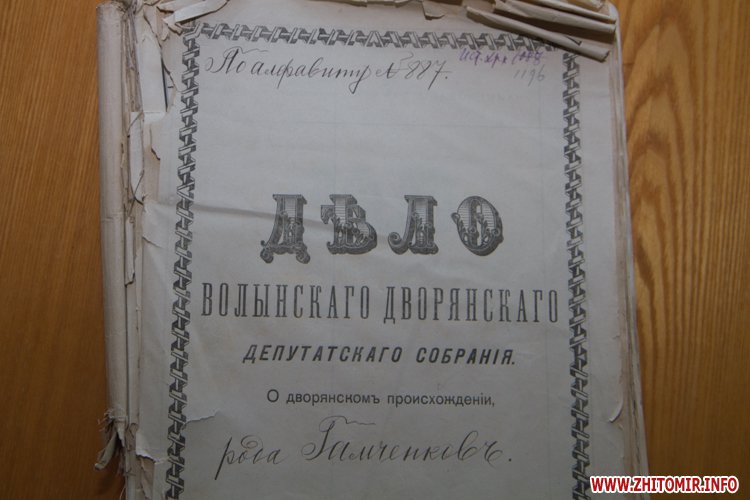 По алфавиту № 887.
1196
ДѢЛО
ВОЛЫНСКАГО ДВОРЯНСКАГО
ДЕПУТАТСКАГО СОБРАНІЯ.
О дворянскомъ происхожденіи,
рода Гамченковъ.
WWW.ZHITOMIR.INFO